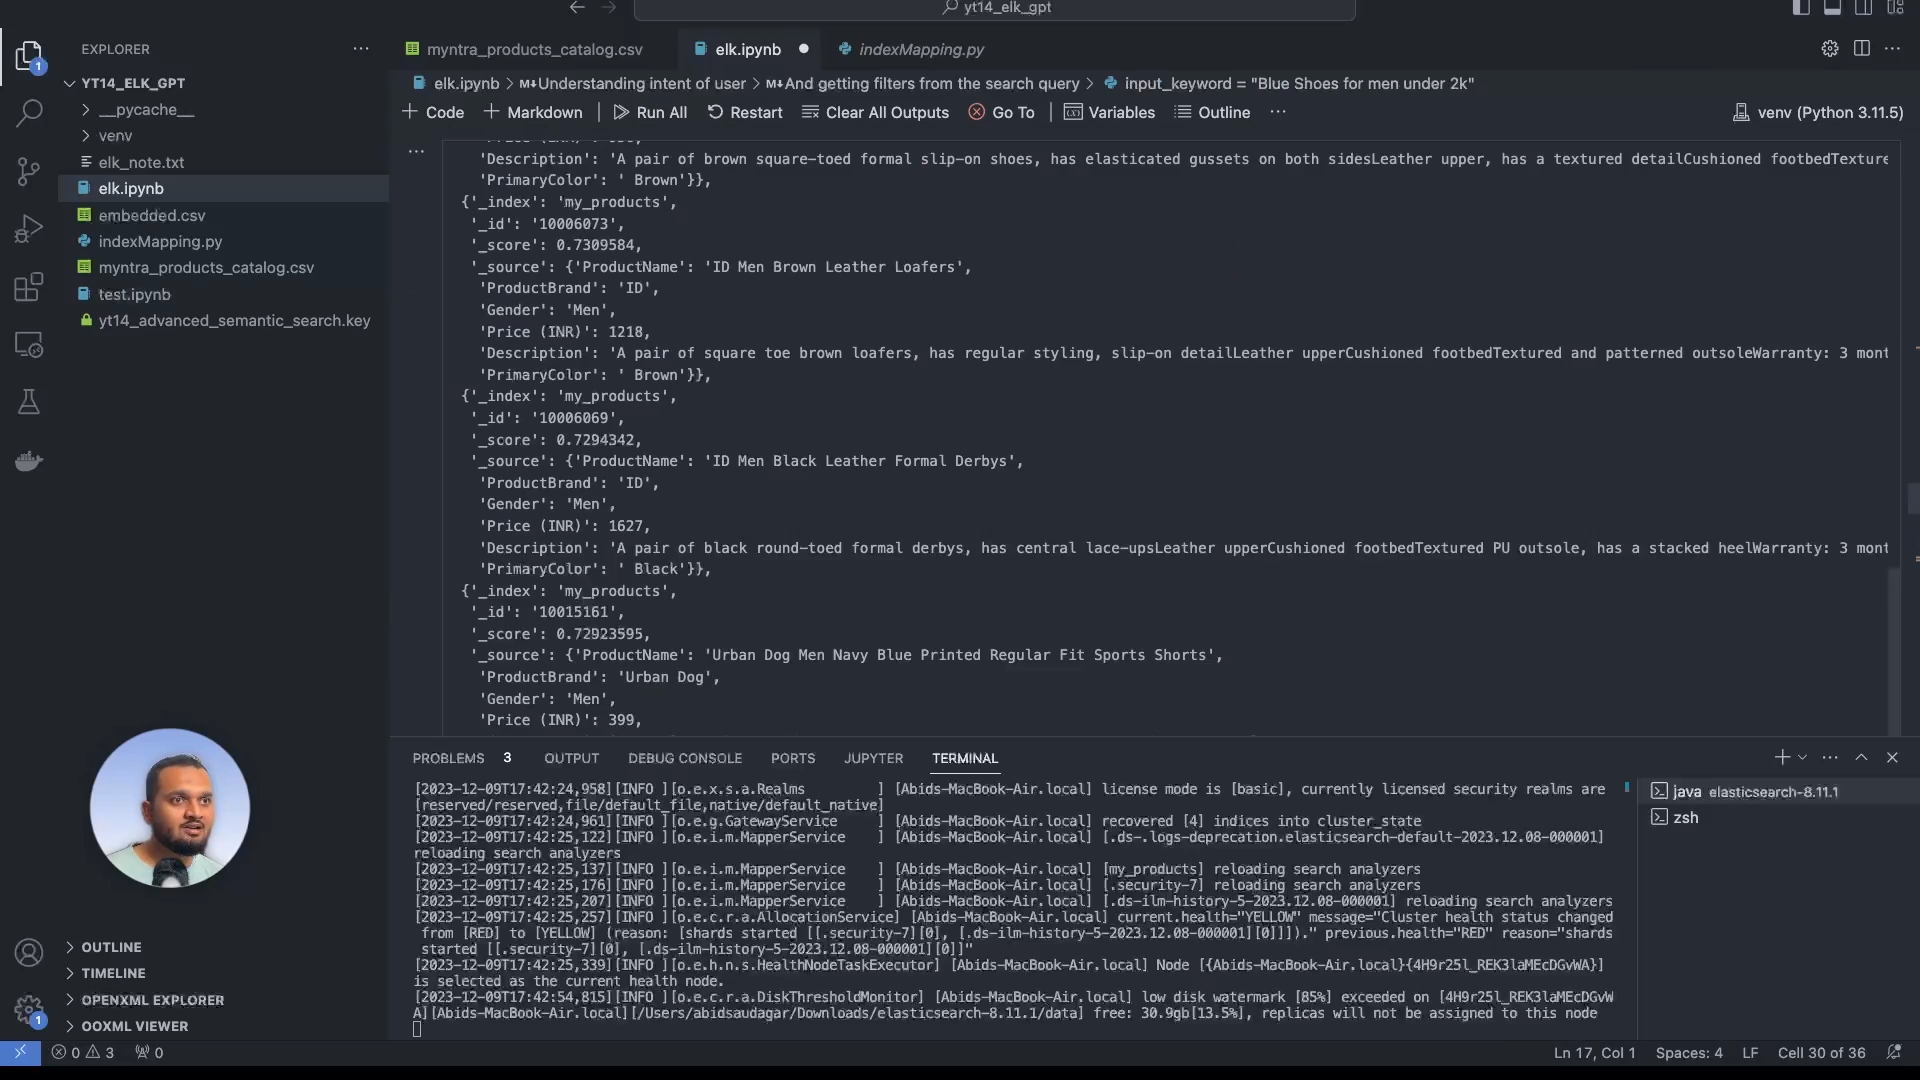 yt14_elk_gpt
EXPLORER
YT14_ELK_GPT
__pycache__
venv
elk_note.txt
elk.ipynb
embedded.csv
indexMapping.py
myntra_products_catalog.csv
test.ipynb
yt14_advanced_semantic_search.key
OUTLINE
TIMELINE
OPENXML EXPLORER
OOXML VIEWER
myntra_products_catalog.csv elk.ipynb indexMapping.py
elk.ipynb > M↓Understanding intent of user > M↓And getting filters from the search query > input_keyword = "Blue Shoes for men under 2k"
+ Code + Markdown Run All Restart Clear All Outputs Go To Variables Outline ··· venv (Python 3.11.5)
'Description': 'A pair of brown square-toed formal slip-on shoes, has elasticated gussets on both sidesLeather upper, has a textured detailCushioned footbedTexture
'PrimaryColor': ' Brown'}},
{'_index': 'my_products',
'_id': '10006073',
'_score': 0.7309584,
'_source': {'ProductName': 'ID Men Brown Leather Loafers',
'ProductBrand': 'ID',
'Gender': 'Men',
'Price (INR)': 1218,
'Description': 'A pair of square toe brown loafers, has regular styling, slip-on detailLeather upperCushioned footbedTextured and patterned outsoleWarranty: 3 mont
'PrimaryColor': ' Brown'}},
{'_index': 'my_products',
'_id': '10006069',
'_score': 0.7294342,
'_source': {'ProductName': 'ID Men Black Leather Formal Derbys',
'ProductBrand': 'ID',
'Gender': 'Men',
'Price (INR)': 1627,
'Description': 'A pair of black round-toed formal derbys, has central lace-upsLeather upperCushioned footbedTextured PU outsole, has a stacked heelWarranty: 3 mont
'PrimaryColor': ' Black'}},
{'_index': 'my_products',
'_id': '10015161',
'_score': 0.72923595,
'_source': {'ProductName': 'Urban Dog Men Navy Blue Printed Regular Fit Sports Shorts',
'ProductBrand': 'Urban Dog',
'Gender': 'Men',
'Price (INR)': 399,
PROBLEMS 3 OUTPUT DEBUG CONSOLE PORTS JUPYTER TERMINAL
[2023-12-09T17:42:24,958][INFO ][o.e.x.s.a.Realms ] [Abids-MacBook-Air.local] license mode is [basic], currently licensed security realms are
[reserved/reserved,file/default_file,native/default_native]
[2023-12-09T17:42:24,961][INFO ][o.e.g.GatewayService ] [Abids-MacBook-Air.local] recovered [4] indices into cluster_state
[2023-12-09T17:42:25,122][INFO ][o.e.i.m.MapperService ] [Abids-MacBook-Air.local] [.ds-.logs-deprecation.elasticsearch-default-2023.12.08-000001]
reloading search analyzers
[2023-12-09T17:42:25,137][INFO ][o.e.i.m.MapperService ] [Abids-MacBook-Air.local] [my_products] reloading search analyzers
[2023-12-09T17:42:25,176][INFO ][o.e.i.m.MapperService ] [Abids-MacBook-Air.local] [.security-7] reloading search analyzers
[2023-12-09T17:42:25,207][INFO ][o.e.i.m.MapperService ] [Abids-MacBook-Air.local] [.ds-ilm-history-5-2023.12.08-000001] reloading search analyzers
[2023-12-09T17:42:25,257][INFO ][o.e.c.r.a.AllocationService] [Abids-MacBook-Air.local] current.health="YELLOW" message="Cluster health status changed
from [RED] to [YELLOW] (reason: [shards started [[.security-7][0], [.ds-ilm-history-5-2023.12.08-000001][0]]])." previous.health="RED" reason="shards
started [[.security-7][0], [.ds-ilm-history-5-2023.12.08-000001][0]]"
[2023-12-09T17:42:25,339][INFO ][o.e.h.n.s.HealthNodeTaskExecutor] [Abids-MacBook-Air.local] Node [{Abids-MacBook-Air.local}{4H9r25l_REK3laMEcDGvWA}]
is selected as the current health node.
[2023-12-09T17:42:54,815][INFO ][o.e.c.r.a.DiskThresholdMonitor] [Abids-MacBook-Air.local] low disk watermark [85%] exceeded on [4H9r25l_REK3laMEcDGvW
A][Abids-MacBook-Air.local][/Users/abidsaudagar/Downloads/elasticsearch-8.11.1/data] free: 30.9gb[13.5%], replicas will not be assigned to this node
java elasticsearch-8.11.1
zsh
0 3 0 Ln 17, Col 1 Spaces: 4 LF Cell 30 of 36